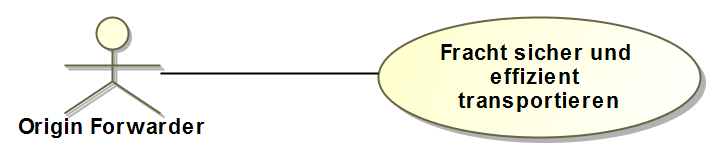 Fracht sicher und
effizient
transportieren
Origin Forwarder